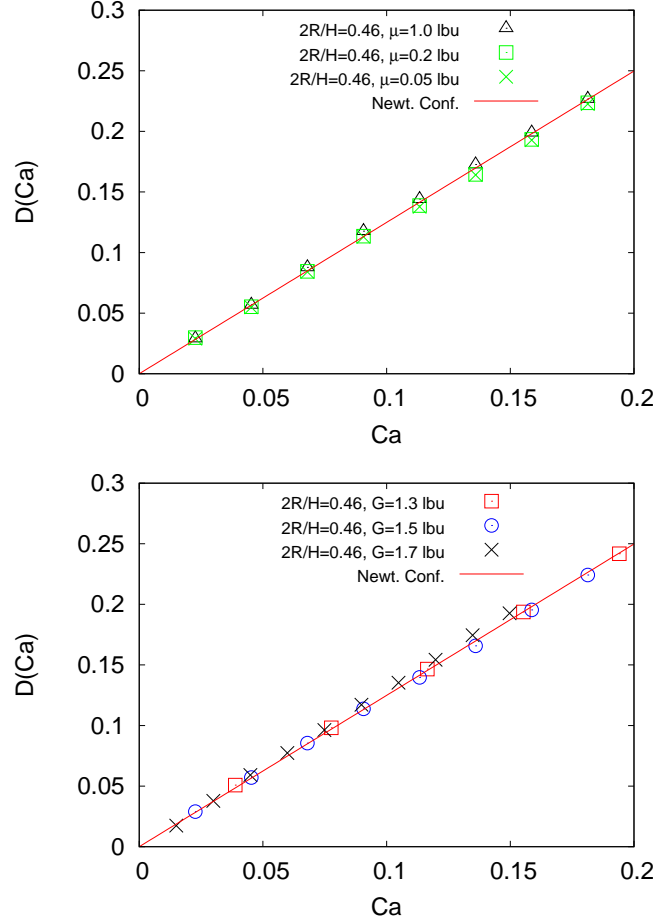 0.3
0.25
0.2
0.15
0.1
0.05
0
D(Ca)
2R/H=0.46, μ=1.0 lbu
2R/H=0.46, μ=0.2 lbu
2R/H=0.46, μ=0.05 lbu
Newt. Conf.
0 0.05 0.1 0.15 0.2
Ca
0.3
0.25
0.2
0.15
0.1
0.05
0
D(Ca)
2R/H=0.46, G=1.3 lbu
2R/H=0.46, G=1.5 lbu
2R/H=0.46, G=1.7 lbu
Newt. Conf.
0 0.05 0.1 0.15 0.2
Ca